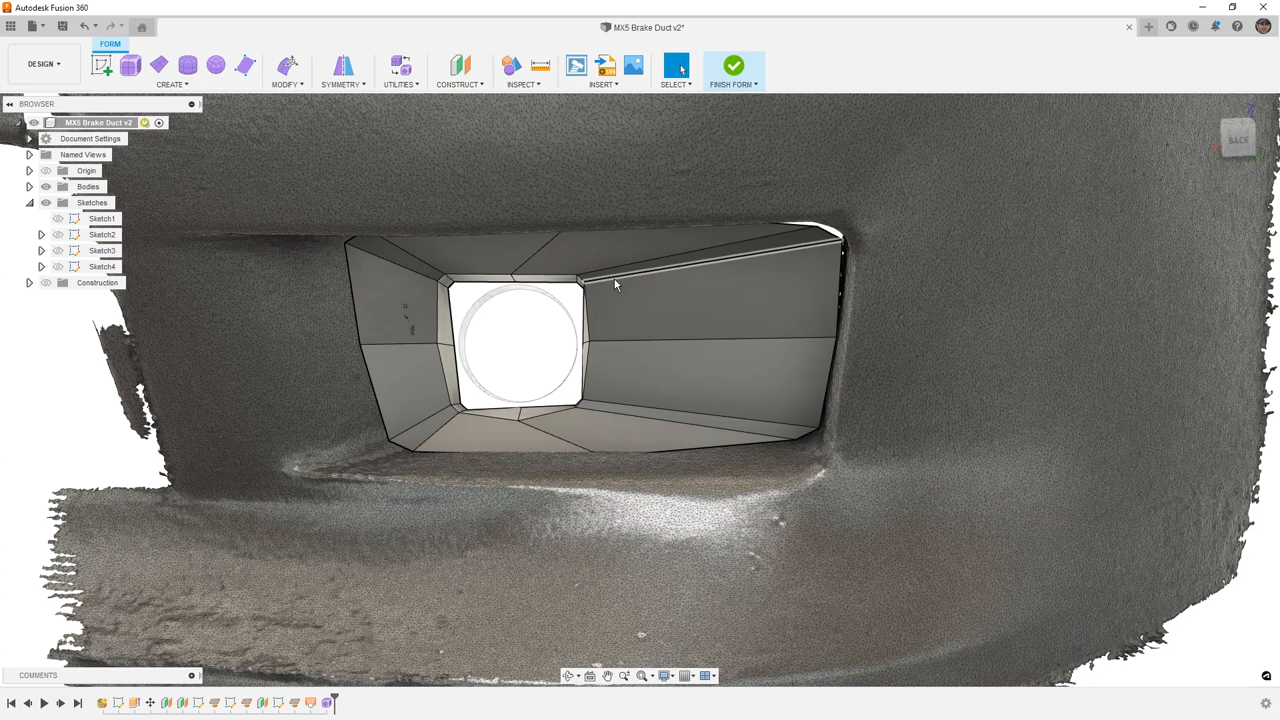 Autodesk Fusion 360
MX5 Brake Duct v2*
FORM
DESIGN
CREATE
MODIFY
SYMMETRY
UTILITIES
CONSTRUCT
INSPECT
INSERT
SELECT
FINISH FORM
BROWSER
MX5 Brake Duct v2
Document Settings
Named Views
Origin
Bodies
Sketches
Sketch1
Sketch2
Sketch3
Sketch4
Construction
BACK
COMMENTS